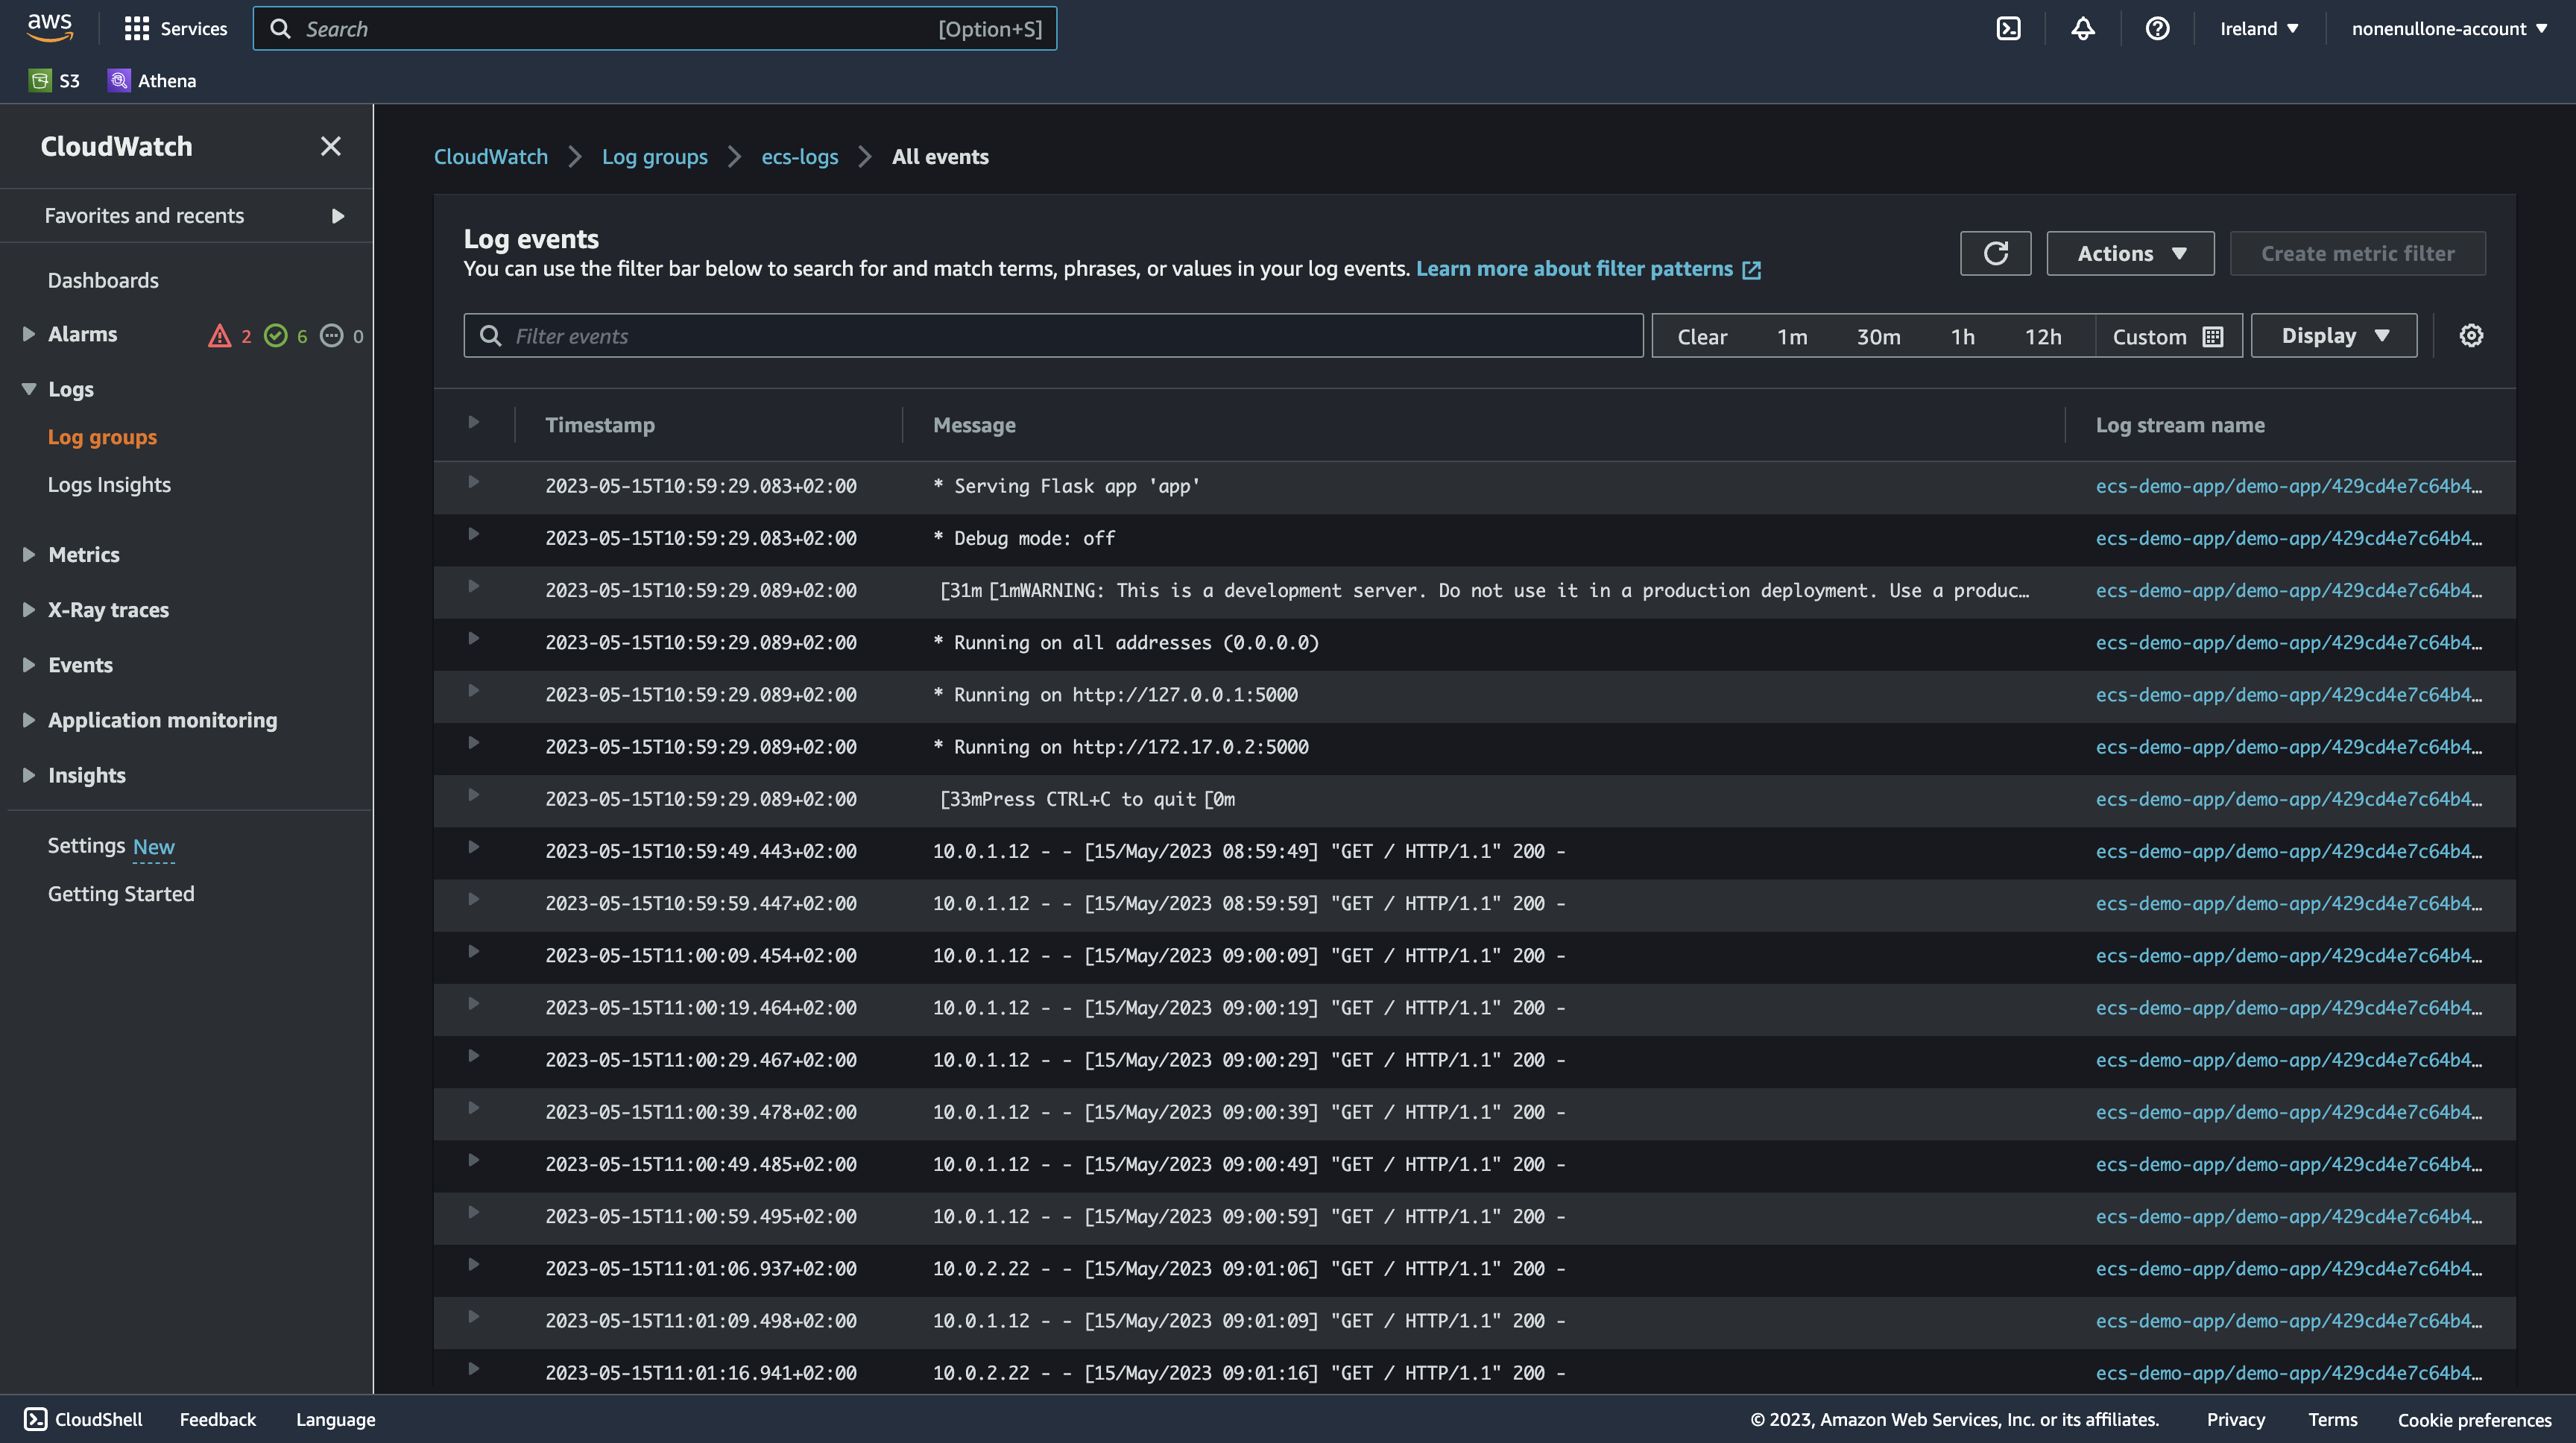 aws Services Search [Option+S] Ireland ▼ nonenullone-account ▼
S3 Athena
CloudWatch
Favorites and recents
Dashboards
Alarms 2 6 0
Logs
Log groups
Logs Insights
Metrics
X-Ray traces
Events
Application monitoring
Insights
Settings New
Getting Started
CloudWatch > Log groups > ecs-logs > All events
Log events
You can use the filter bar below to search for and match terms, phrases, or values in your log events. Learn more about filter patterns
Actions ▼ Create metric filter
Filter events Clear 1m 30m 1h 12h Custom Display ▼
Timestamp Message Log stream name
2023-05-15T10:59:29.083+02:00 * Serving Flask app 'app' ecs-demo-app/demo-app/429cd4e7c64b4…
2023-05-15T10:59:29.083+02:00 * Debug mode: off ecs-demo-app/demo-app/429cd4e7c64b4…
2023-05-15T10:59:29.089+02:00 [31m[1mWARNING: This is a development server. Do not use it in a production deployment. Use a produc… ecs-demo-app/demo-app/429cd4e7c64b4…
2023-05-15T10:59:29.089+02:00 * Running on all addresses (0.0.0.0) ecs-demo-app/demo-app/429cd4e7c64b4…
2023-05-15T10:59:29.089+02:00 * Running on http://127.0.0.1:5000 ecs-demo-app/demo-app/429cd4e7c64b4…
2023-05-15T10:59:29.089+02:00 * Running on http://172.17.0.2:5000 ecs-demo-app/demo-app/429cd4e7c64b4…
2023-05-15T10:59:29.089+02:00 [33mPress CTRL+C to quit[0m ecs-demo-app/demo-app/429cd4e7c64b4…
2023-05-15T10:59:49.443+02:00 10.0.1.12 - - [15/May/2023 08:59:49] "GET / HTTP/1.1" 200 - ecs-demo-app/demo-app/429cd4e7c64b4…
2023-05-15T10:59:59.447+02:00 10.0.1.12 - - [15/May/2023 08:59:59] "GET / HTTP/1.1" 200 - ecs-demo-app/demo-app/429cd4e7c64b4…
2023-05-15T11:00:09.454+02:00 10.0.1.12 - - [15/May/2023 09:00:09] "GET / HTTP/1.1" 200 - ecs-demo-app/demo-app/429cd4e7c64b4…
2023-05-15T11:00:19.464+02:00 10.0.1.12 - - [15/May/2023 09:00:19] "GET / HTTP/1.1" 200 - ecs-demo-app/demo-app/429cd4e7c64b4…
2023-05-15T11:00:29.467+02:00 10.0.1.12 - - [15/May/2023 09:00:29] "GET / HTTP/1.1" 200 - ecs-demo-app/demo-app/429cd4e7c64b4…
2023-05-15T11:00:39.478+02:00 10.0.1.12 - - [15/May/2023 09:00:39] "GET / HTTP/1.1" 200 - ecs-demo-app/demo-app/429cd4e7c64b4…
2023-05-15T11:00:49.485+02:00 10.0.1.12 - - [15/May/2023 09:00:49] "GET / HTTP/1.1" 200 - ecs-demo-app/demo-app/429cd4e7c64b4…
2023-05-15T11:00:59.495+02:00 10.0.1.12 - - [15/May/2023 09:00:59] "GET / HTTP/1.1" 200 - ecs-demo-app/demo-app/429cd4e7c64b4…
2023-05-15T11:01:06.937+02:00 10.0.2.22 - - [15/May/2023 09:01:06] "GET / HTTP/1.1" 200 - ecs-demo-app/demo-app/429cd4e7c64b4…
2023-05-15T11:01:09.498+02:00 10.0.1.12 - - [15/May/2023 09:01:09] "GET / HTTP/1.1" 200 - ecs-demo-app/demo-app/429cd4e7c64b4…
2023-05-15T11:01:16.941+02:00 10.0.2.22 - - [15/May/2023 09:01:16] "GET / HTTP/1.1" 200 - ecs-demo-app/demo-app/429cd4e7c64b4…
CloudShell Feedback Language © 2023, Amazon Web Services, Inc. or its affiliates. Privacy Terms Cookie preferences